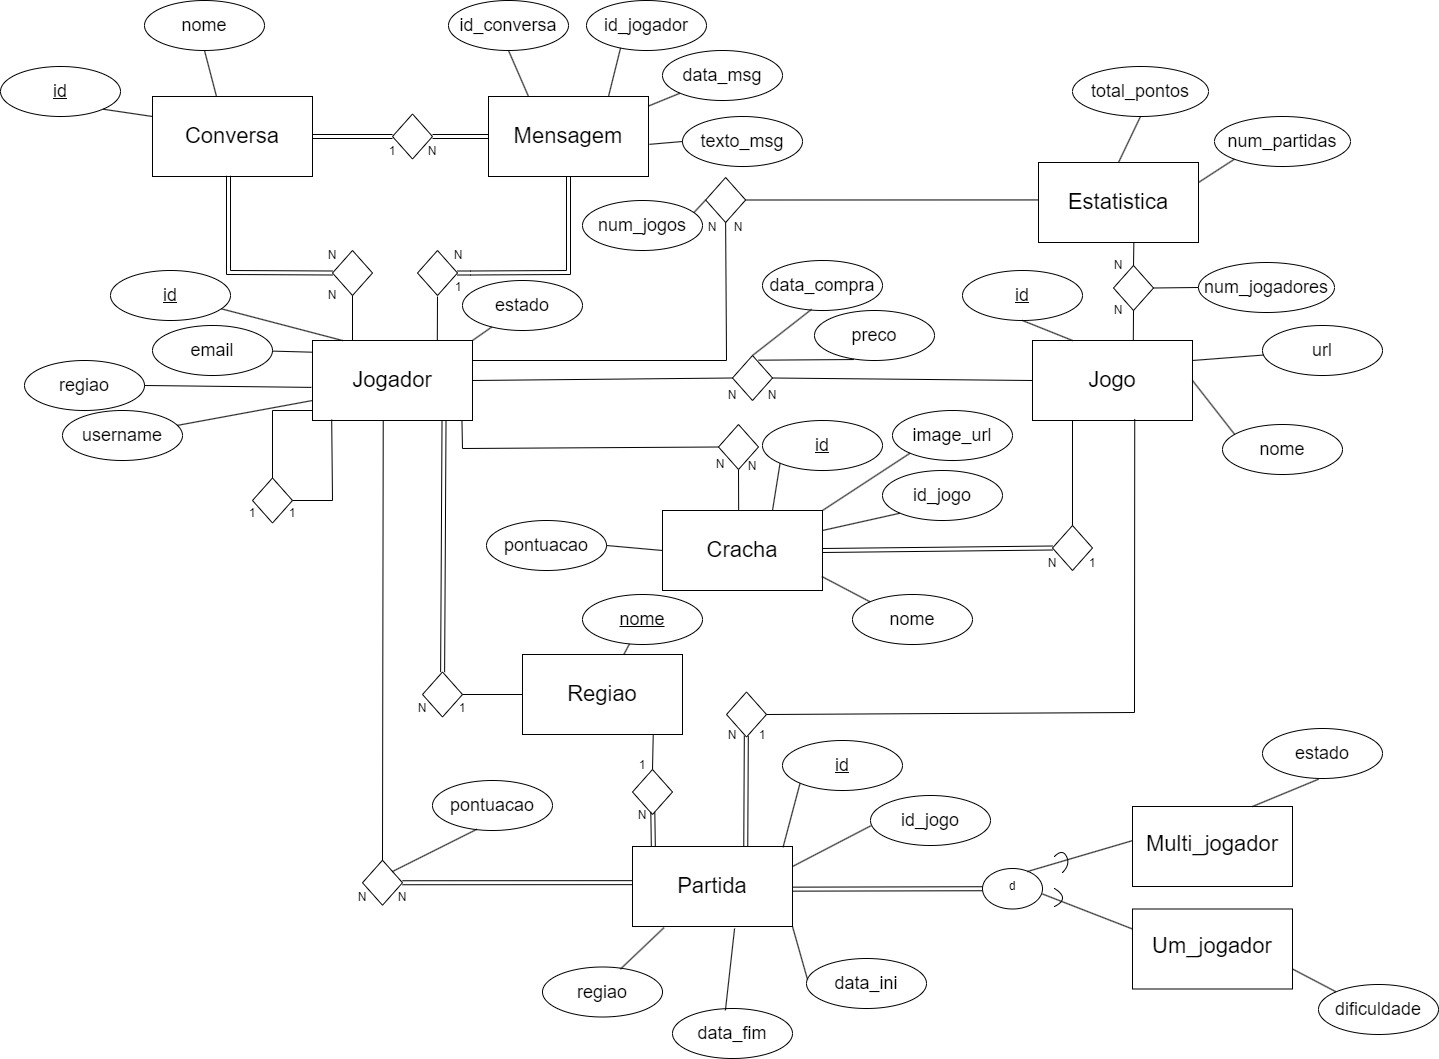 nome
id_conversa
id_jogador
id
data_msg
total_pontos
Conversa
Mensagem
texto_msg
num_partidas
1
N
Estatistica
num_jogos
N
N
N
N
N
1
N
N
id
estado
data_compra
id
num_jogadores
email
preco
url
regiao
Jogador
Jogo
N
N
username
id
image_url
nome
N
N
id_jogo
1
1
pontuacao
Cracha
N
1
nome
nome
Regiao
N
1
N
1
1
id
estado
pontuacao
N
id_jogo
Multi_jogador
Partida
d
N
N
Um_jogador
regiao
data_ini
dificuldade
data_fim